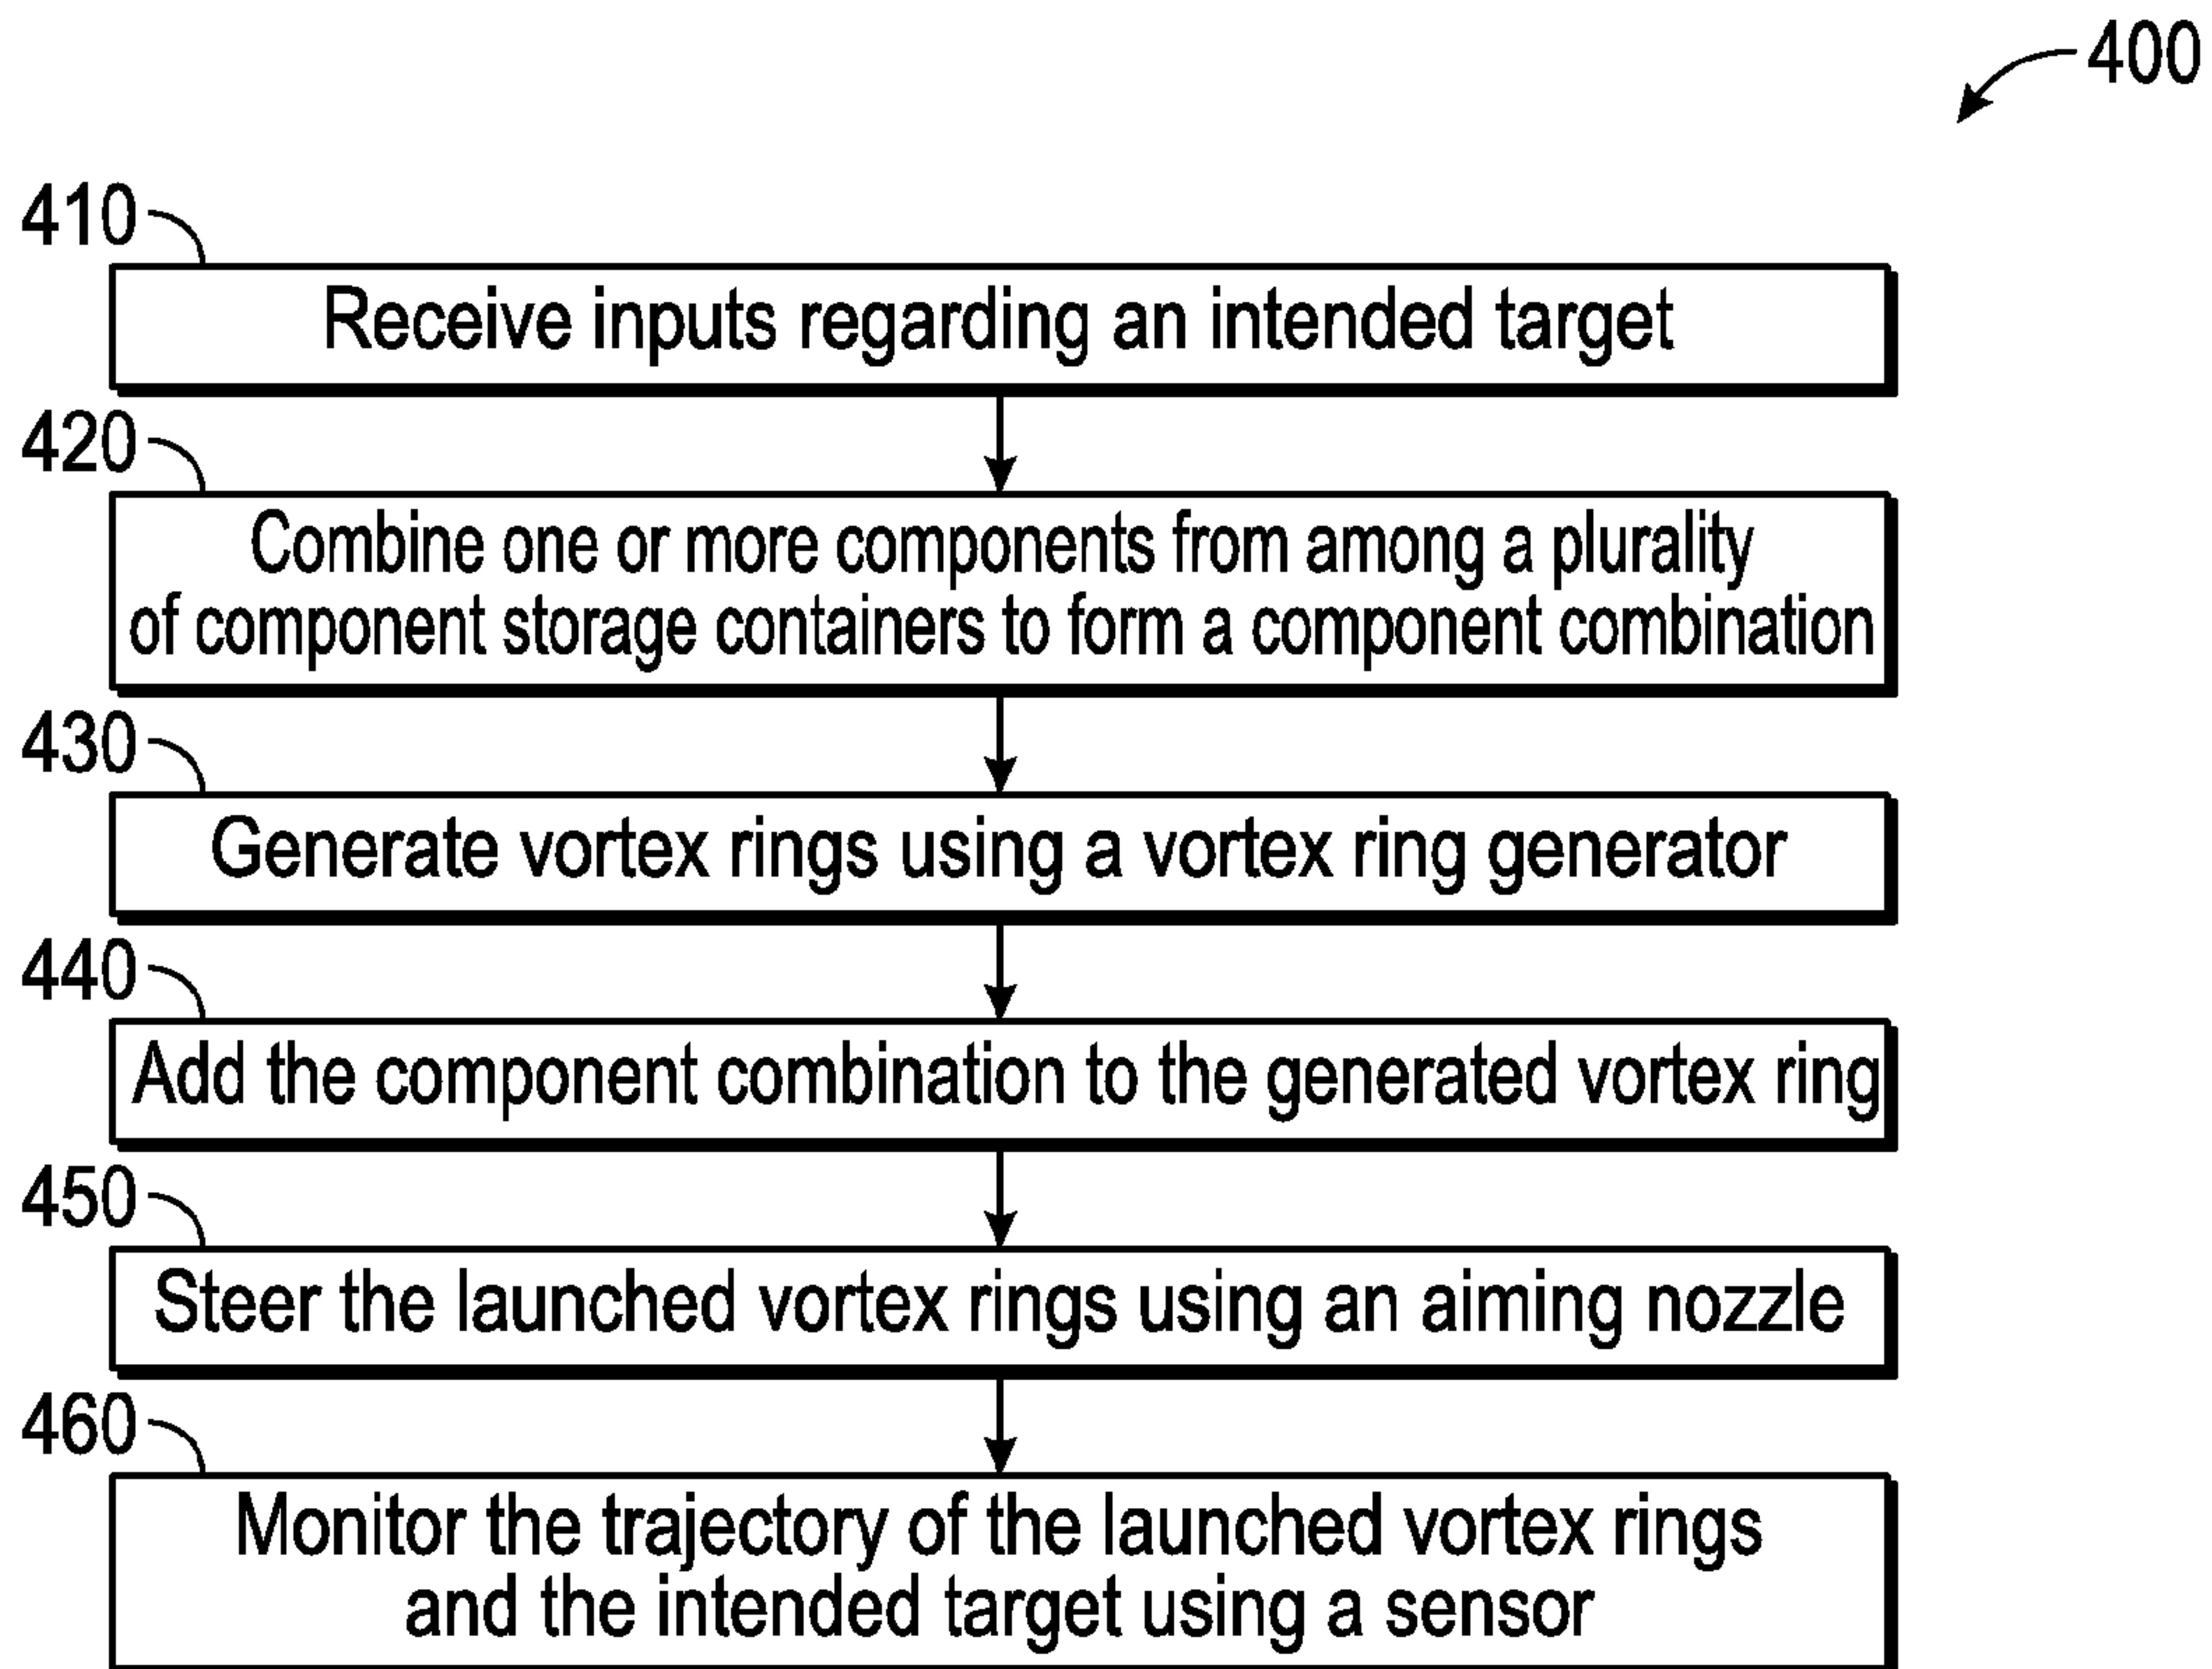 400
410
Receive inputs regarding an intended target
420
Combine one or more components from among a plurality
of component storage containers to form a component combination
430
Generate vortex rings using a vortex ring generator
440
Add the component combination to the generated vortex ring
450
Steer the launched vortex rings using an aiming nozzle
460
Monitor the trajectory of the launched vortex rings
and the intended target using a sensor